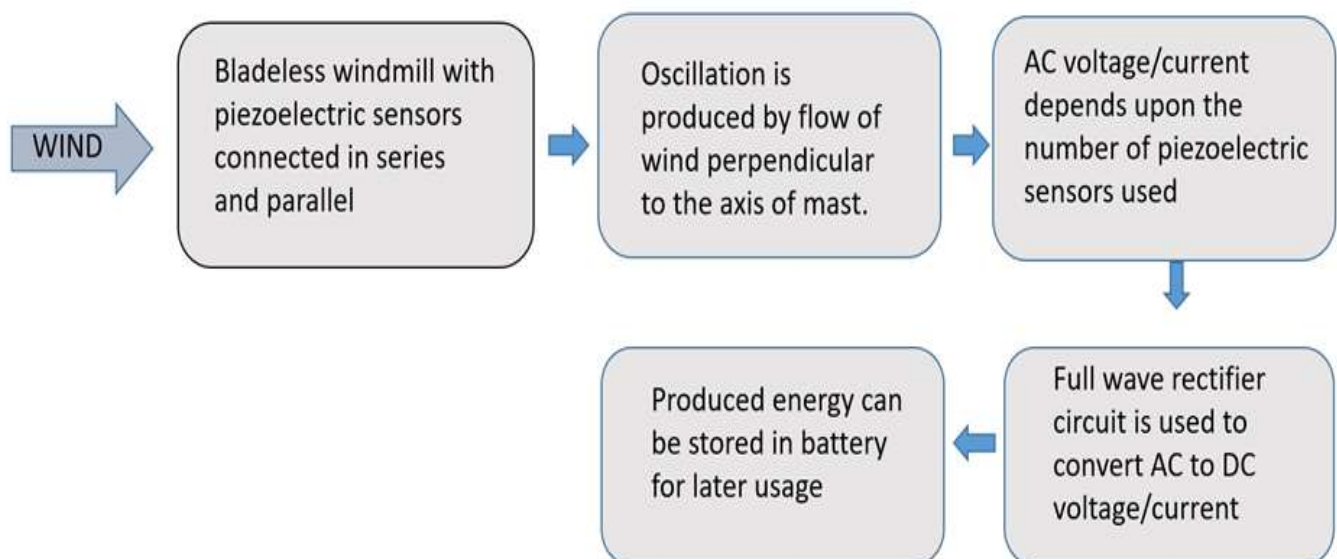 WIND
Bladeless windmill with
piezoelectric sensors
connected in series
and parallel
Oscillation is
produced by flow of
wind perpendicular
to the axis of mast.
AC voltage/current
depends upon the
number of piezoelectric
sensors used
Full wave rectifier
circuit is used to
convert AC to DC
voltage/current
Produced energy can
be stored in battery
for later usage